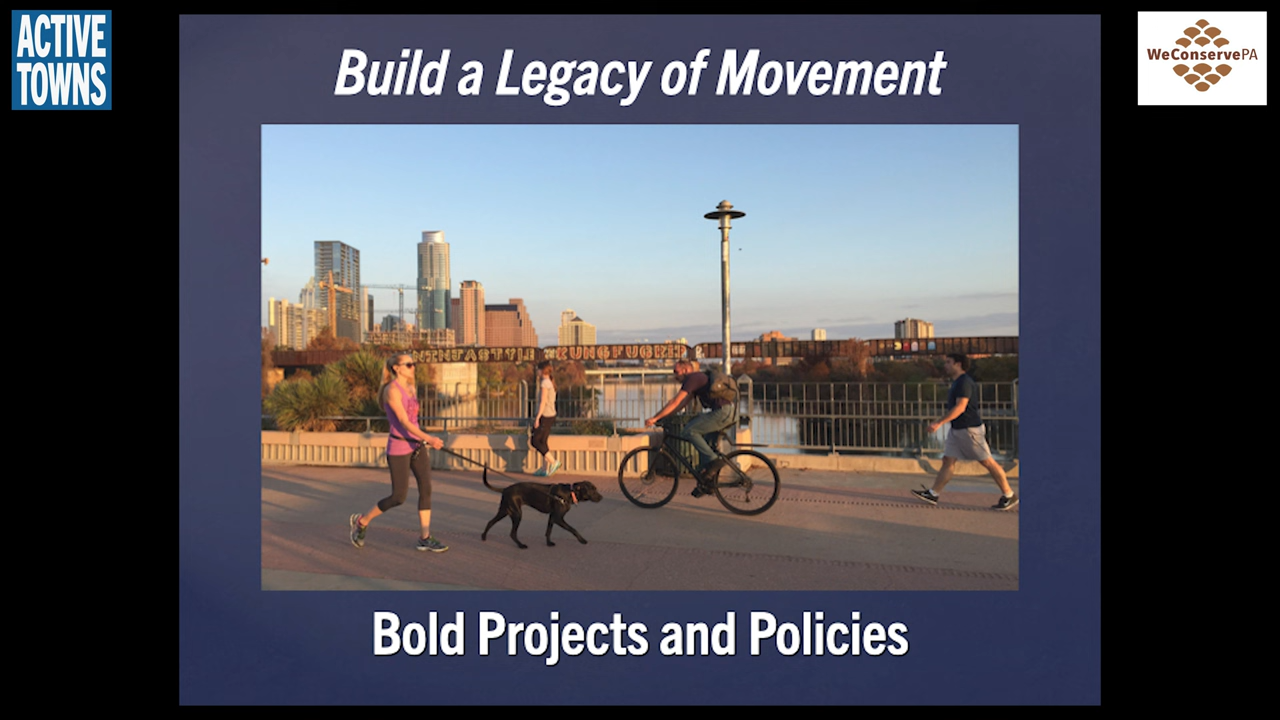 ACTIVE
TOWNS
WeConservePA
Build a Legacy of Movement
Bold Projects and Policies